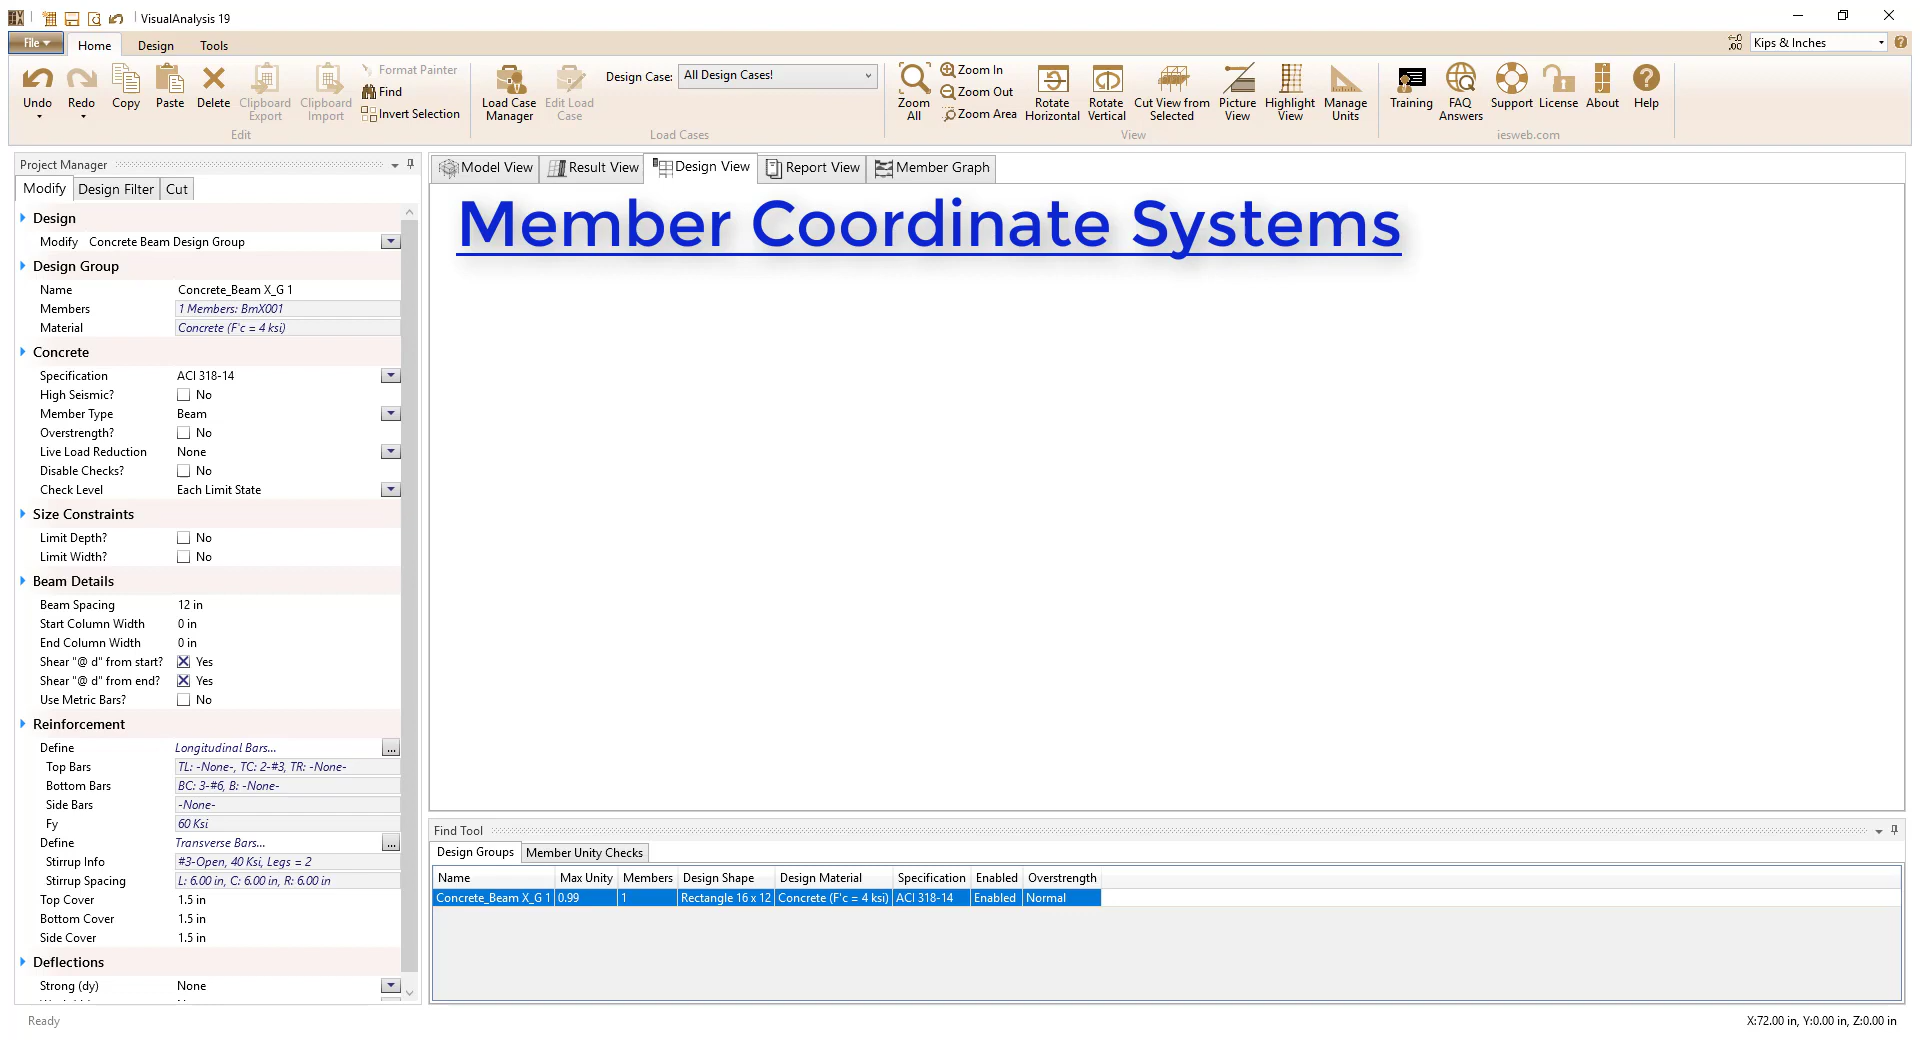 VisualAnalysis 19
File
Home
Design
Tools
Kips & Inches
Undo
Redo
Copy
Paste
Delete
Clipboard Export
Clipboard Import
Format Painter
Find
Invert Selection
Edit
Load Case Manager
Edit Load Case
Design Case: All Design Cases!
Load Cases
Zoom All
Zoom In
Zoom Out
Zoom Area
Rotate Horizontal
Rotate Vertical
Cut View from Selected
Picture View
Highlight View
Manage Units
View
Training
FAQ Answers
Support
License
About
Help
iesweb.com
Project Manager
Modify
Design Filter
Cut
Design
Modify Concrete Beam Design Group
Design Group
Name Concrete_Beam X_G 1
Members 1 Members: BmX001
Material Concrete (F'c = 4 ksi)
Concrete
Specification ACI 318-14
High Seismic? No
Member Type Beam
Overstrength? No
Live Load Reduction None
Disable Checks? No
Check Level Each Limit State
Size Constraints
Limit Depth? No
Limit Width? No
Beam Details
Beam Spacing 12 in
Start Column Width 0 in
End Column Width 0 in
Shear "@ d" from start? Yes
Shear "@ d" from end? Yes
Use Metric Bars? No
Reinforcement
Define Longitudinal Bars... ...
Top Bars TL: -None-, TC: 2-#3, TR: -None-
Bottom Bars BC: 3-#6, B: -None-
Side Bars -None-
Fy 60 Ksi
Define Transverse Bars... ...
Stirrup Info #3-Open, 40 Ksi, Legs = 2
Stirrup Spacing L: 6.00 in, C: 6.00 in, R: 6.00 in
Top Cover 1.5 in
Bottom Cover 1.5 in
Side Cover 1.5 in
Deflections
Strong (dy) None
Ready
Model View
Result View
Design View
Report View
Member Graph
Member Coordinate Systems
Find Tool
Design Groups
Member Unity Checks
Name Max Unity Members Design Shape Design Material Specification Enabled Overstrength
Concrete_Beam X_G 1 0.99 1 Rectangle 16 x 12 Concrete (F'c = 4 ksi) ACI 318-14 Enabled Normal
X:72.00 in, Y:0.00 in, Z:0.00 in